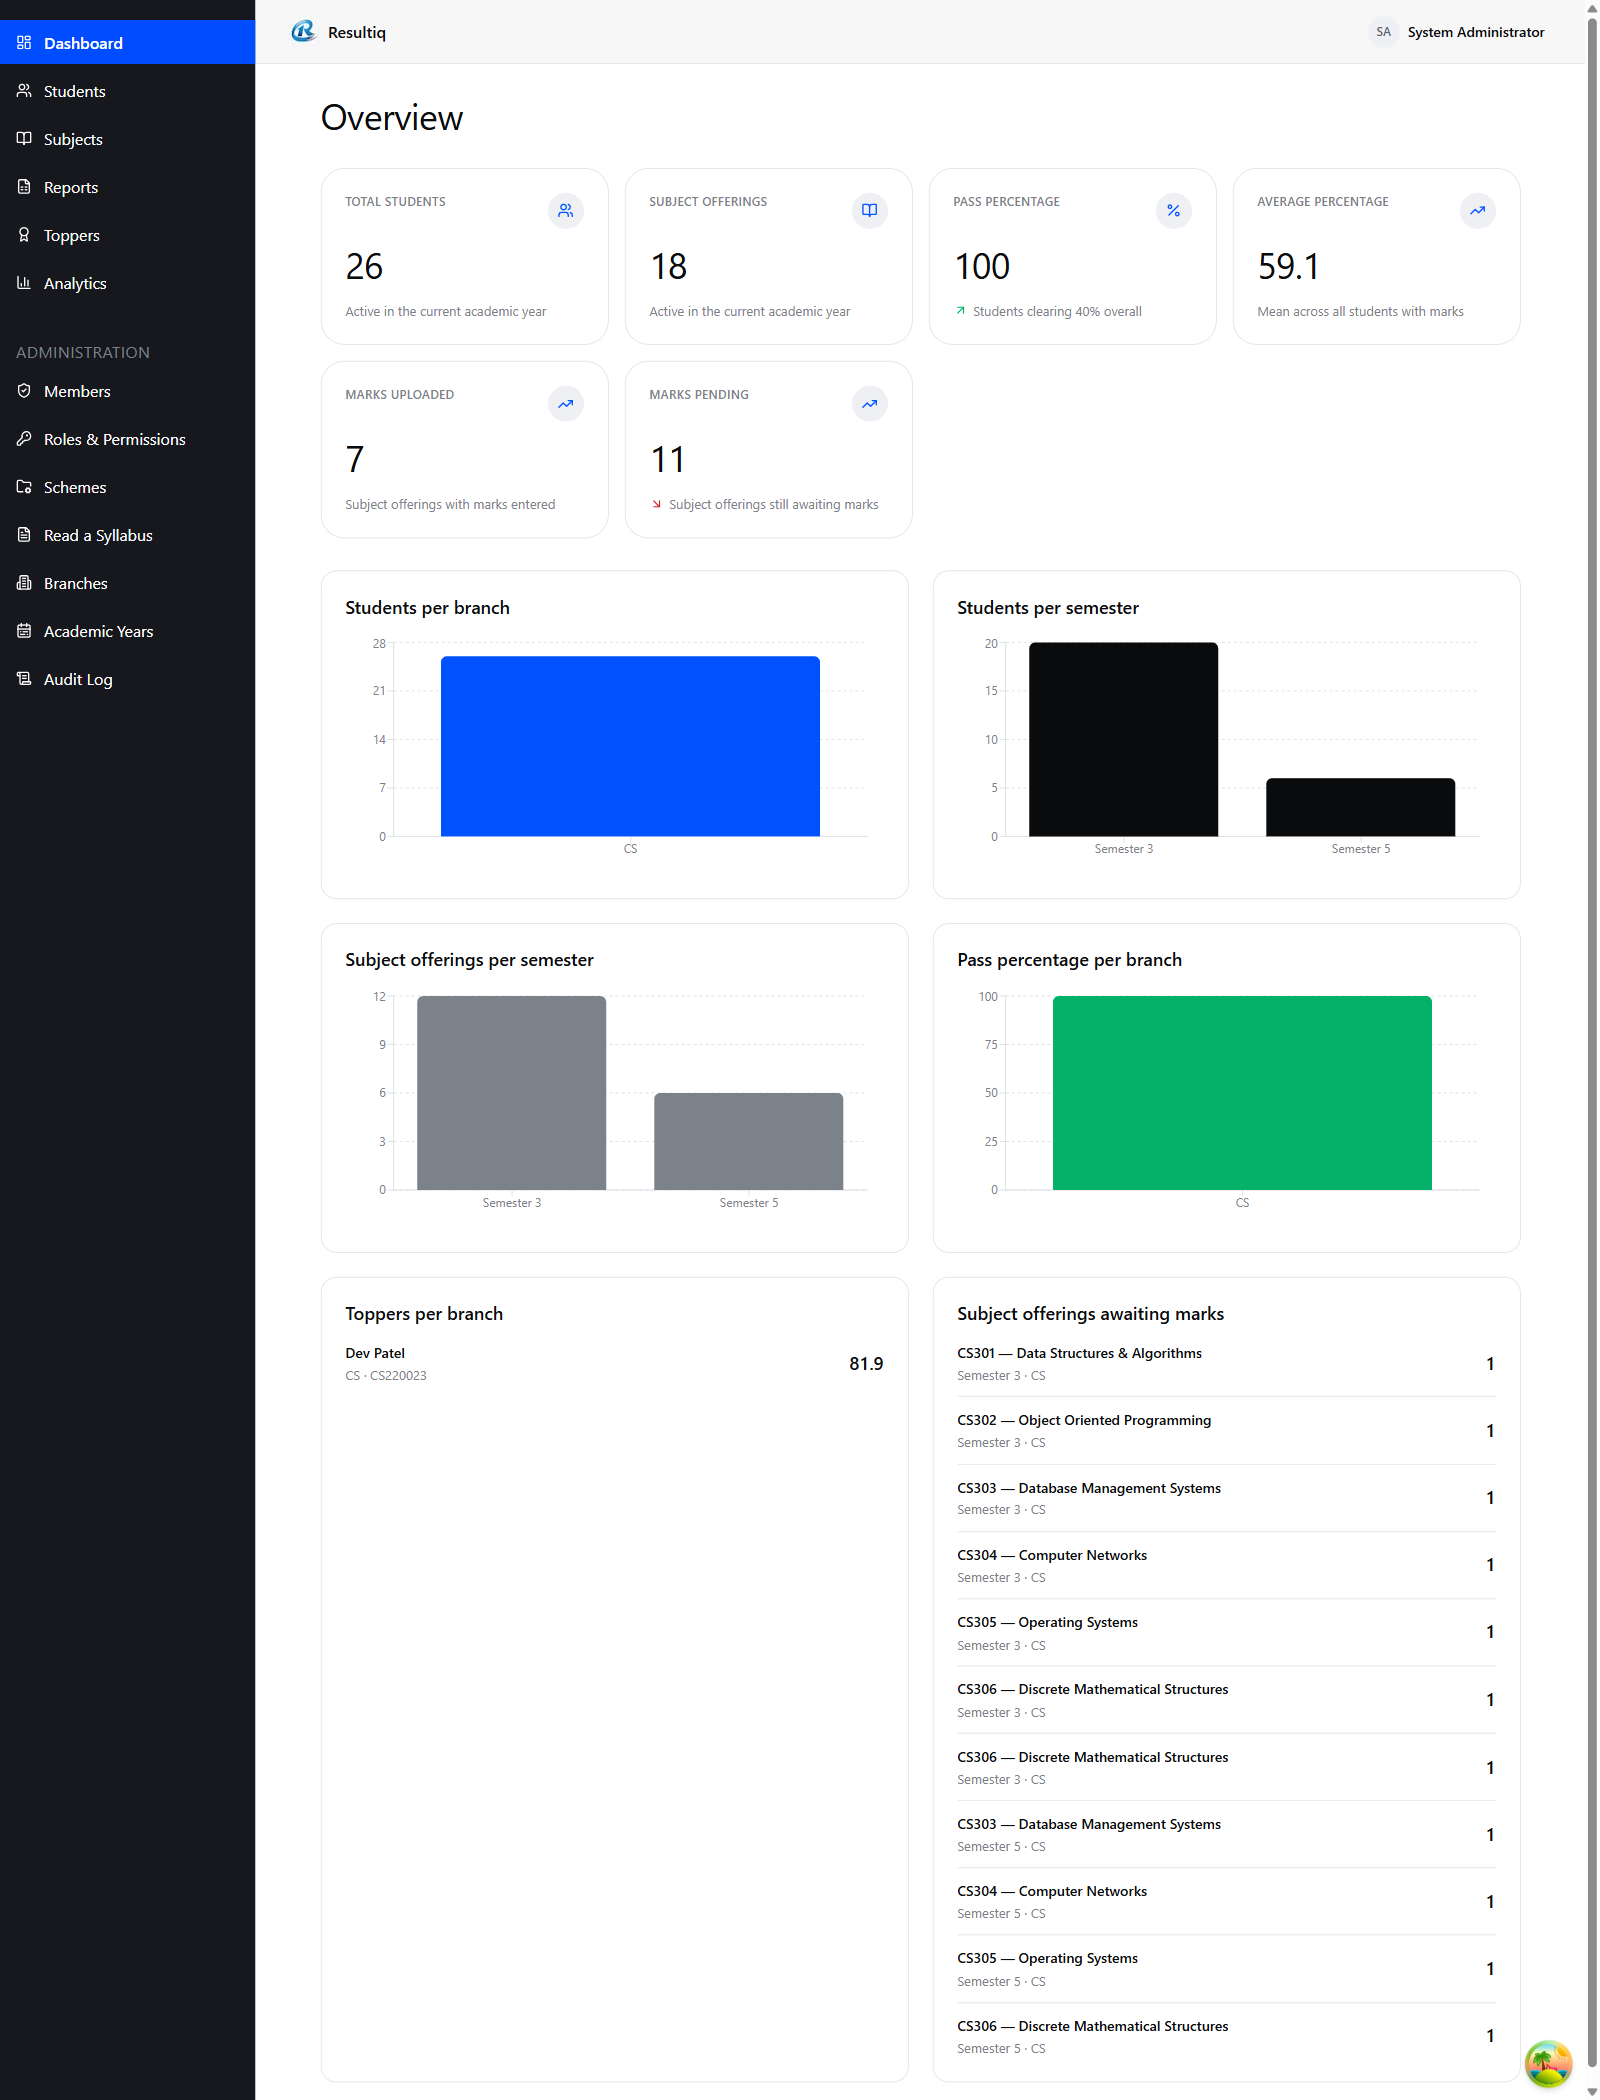 Dashboard
Students
Subjects
Reports
Toppers
Analytics
ADMINISTRATION
Members
Roles & Permissions
Schemes
Read a Syllabus
Branches
Academic Years
Audit Log
Resultiq
SA System Administrator
Overview
TOTAL STUDENTS
26
Active in the current academic year
SUBJECT OFFERINGS
18
Active in the current academic year
PASS PERCENTAGE
100
Students clearing 40% overall
AVERAGE PERCENTAGE
59.1
Mean across all students with marks
MARKS UPLOADED
7
Subject offerings with marks entered
MARKS PENDING
11
Subject offerings still awaiting marks
Students per branch
28
21
14
7
0
CS
Students per semester
20
15
10
5
0
Semester 3 Semester 5
Subject offerings per semester
12
9
6
3
0
Semester 3 Semester 5
Pass percentage per branch
100
75
50
25
0
CS
Toppers per branch
Dev Patel
CS · CS220023
81.9
Subject offerings awaiting marks
CS301 — Data Structures & Algorithms
Semester 3 · CS
1
CS302 — Object Oriented Programming
Semester 3 · CS
1
CS303 — Database Management Systems
Semester 3 · CS
1
CS304 — Computer Networks
Semester 3 · CS
1
CS305 — Operating Systems
Semester 3 · CS
1
CS306 — Discrete Mathematical Structures
Semester 3 · CS
1
CS306 — Discrete Mathematical Structures
Semester 3 · CS
1
CS303 — Database Management Systems
Semester 5 · CS
1
CS304 — Computer Networks
Semester 5 · CS
1
CS305 — Operating Systems
Semester 5 · CS
1
CS306 — Discrete Mathematical Structures
Semester 5 · CS
1